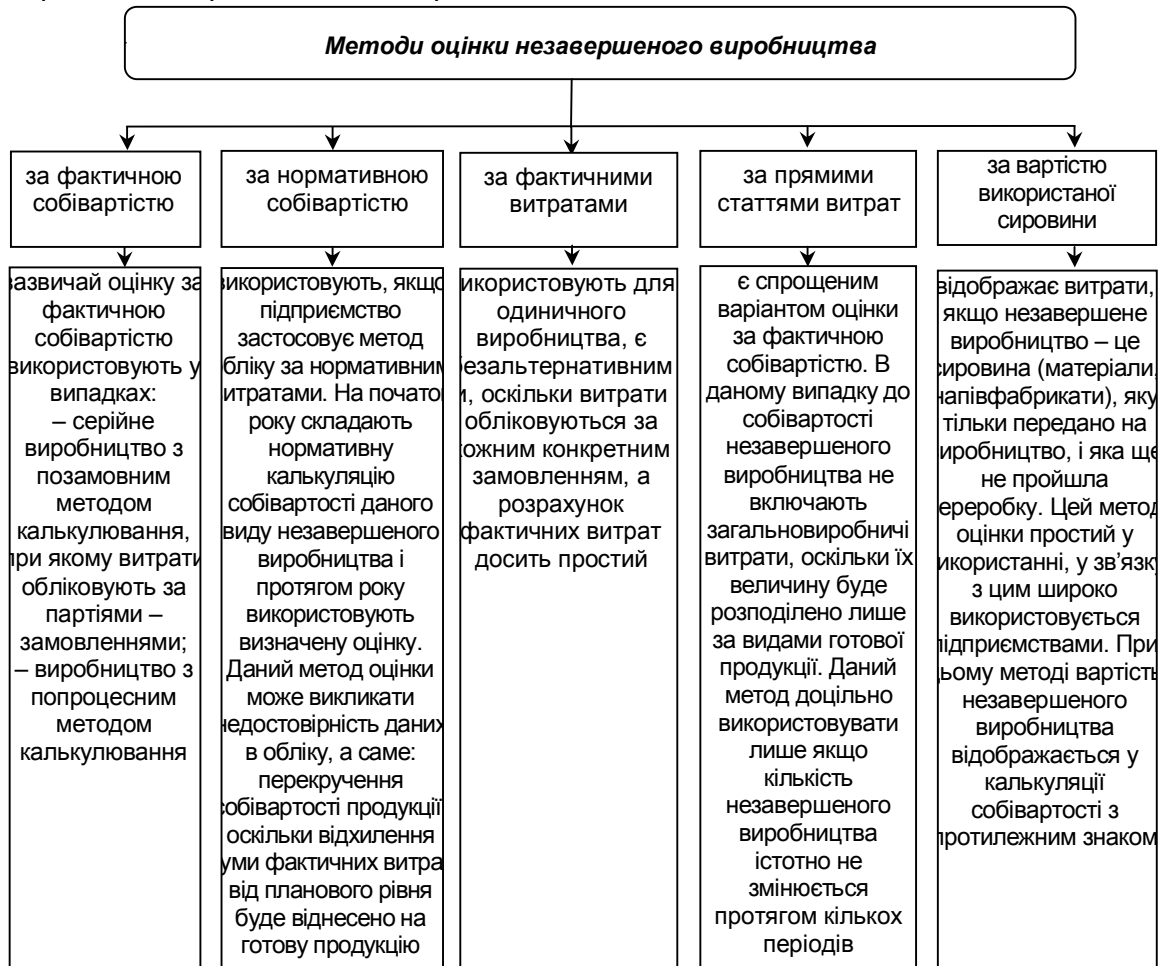 Методи оцінки незавершеного виробництва
за фактичною
собівартістю
за нормативною
собівартістю
за фактичними
витратами
за прямими
статтями витрат
за вартістю
використаної
сировини
зазвичай оцінку за
фактичною
собівартістю
використовують у
випадках:
– серійне
виробництво з
позамовним
методом
калькулювання,
при якому витрати
обліковують за
партіями –
замовленнями;
– виробництво з
попроцесним
методом
калькулювання
використовують, якщо
підприємство
застосовує метод
обліку за нормативним
витратами. На почато
року складають
нормативну
калькуляцію
собівартості даного
виду незавершеного
виробництва і
протягом року
використовують
визначену оцінку.
Даний метод оцінки
може викликати
недостовірність даних
в обліку, а саме:
перекручення
собівартості продукції
оскільки відхилення
суми фактичних витра
від планового рівня
буде віднесено на
готову продукцію
икористовують для
одиничного
виробництва, є
безальтернативним
и, оскільки витрати
обліковуються за
кожним конкретним
замовленням, а
розрахунок
фактичних витрат
досить простий
є спрощеним
варіантом оцінки
за фактичною
собівартістю. В
даному випадку до
собівартості
незавершеного
виробництва не
включають
загальновиробничі
витрати, оскільки їх
величину буде
розподілено лише
за видами готової
продукції. Даний
метод доцільно
використовувати
лише якщо
кількість
незавершеного
виробництва
істотно не
змінюється
протягом кількох
періодів
відображає витрати,
якщо незавершене
виробництво – це
сировина (матеріали,
напівфабрикати), яку
тільки передано на
виробництво, і яка ще
не пройшла
переробку. Цей метод
оцінки простий у
використанні, у зв’язку
з цим широко
використовується
підприємствами. При
цьому методі вартість
незавершеного
виробництва
відображається у
калькуляції
собівартості з
протилежним знаком